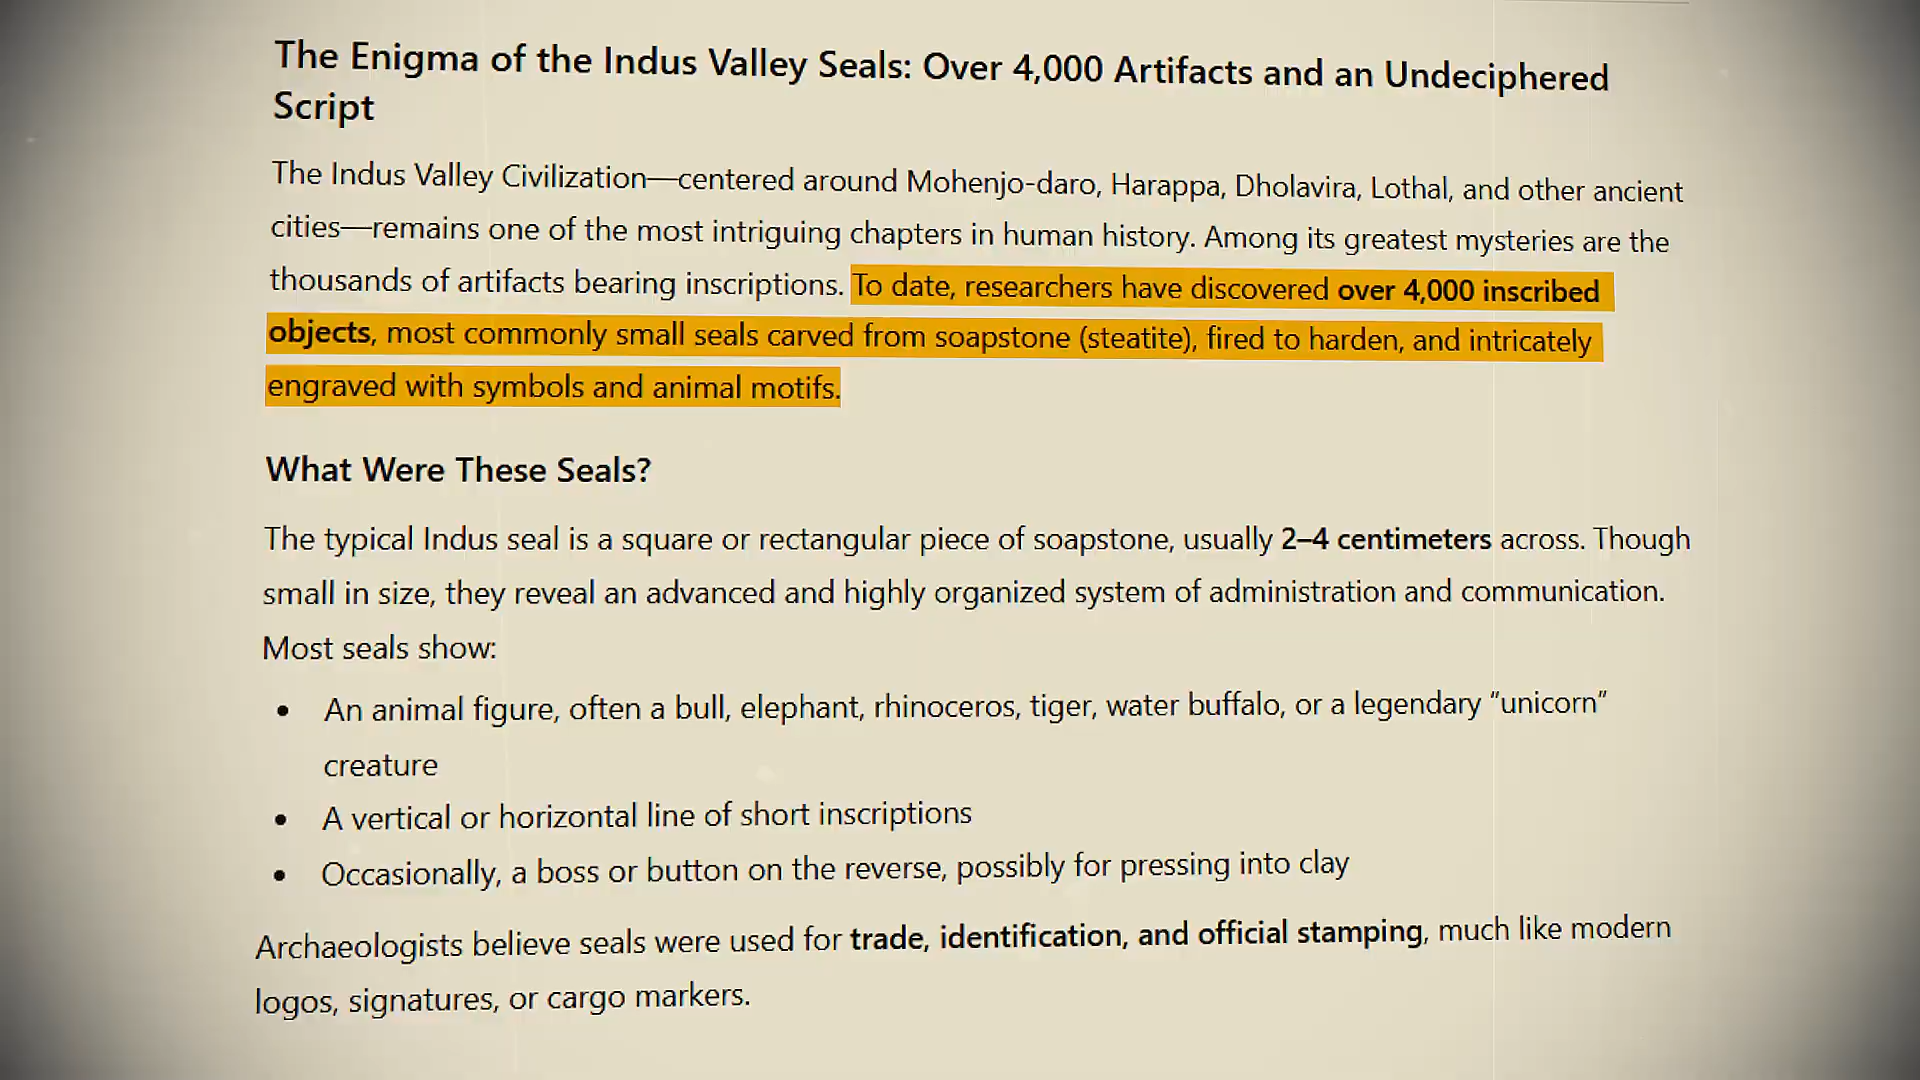 The Enigma of the Indus Valley Seals: Over 4,000 Artifacts and an Undeciphered
Script
The Indus Valley Civilization—centered around Mohenjo-daro, Harappa, Dholavira, Lothal, and other ancient
cities—remains one of the most intriguing chapters in human history. Among its greatest mysteries are the
thousands of artifacts bearing inscriptions. To date, researchers have discovered over 4,000 inscribed
objects, most commonly small seals carved from soapstone (steatite), fired to harden, and intricately
engraved with symbols and animal motifs.
What Were These Seals?
The typical Indus seal is a square or rectangular piece of soapstone, usually 2–4 centimeters across. Though
small in size, they reveal an advanced and highly organized system of administration and communication.
Most seals show:
• An animal figure, often a bull, elephant, rhinoceros, tiger, water buffalo, or a legendary “unicorn”
creature
• A vertical or horizontal line of short inscriptions
• Occasionally, a boss or button on the reverse, possibly for pressing into clay
Archaeologists believe seals were used for trade, identification, and official stamping, much like modern
logos, signatures, or cargo markers.